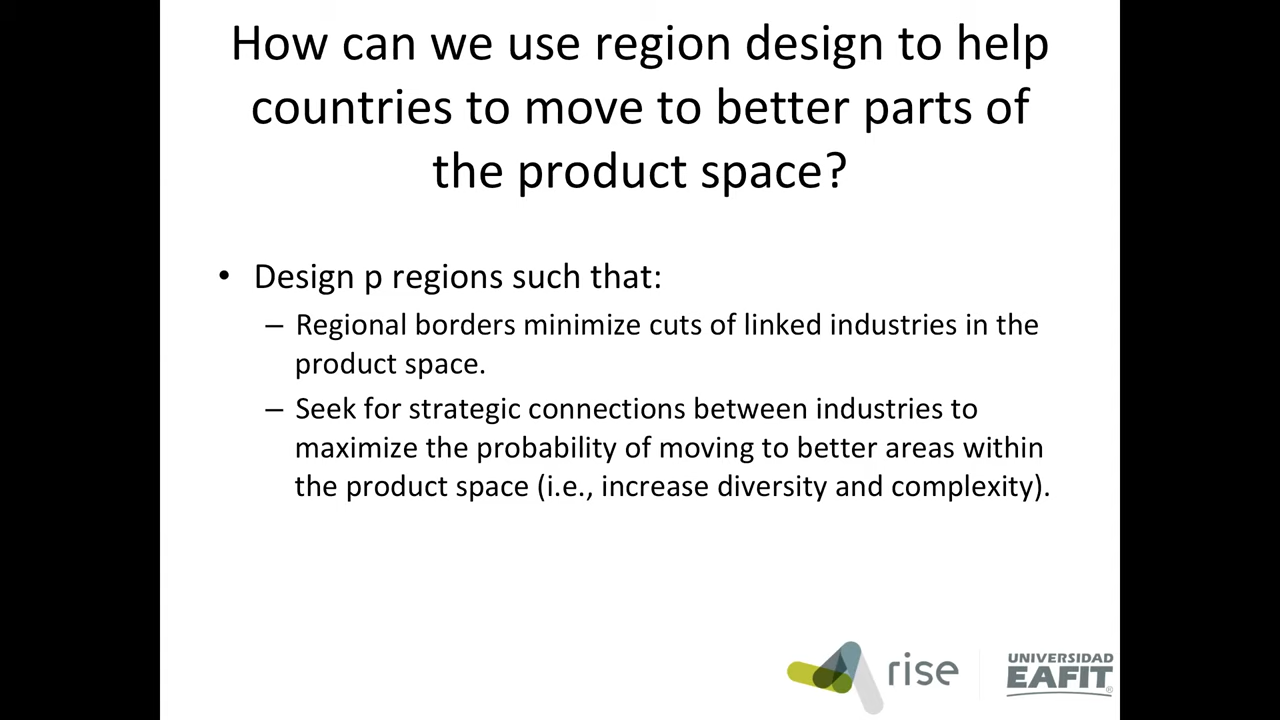 How can we use region design to help
countries to move to better parts of
the product space?
• Design p regions such that:
– Regional borders minimize cuts of linked industries in the
product space.
– Seek for strategic connections between industries to
maximize the probability of moving to better areas within
the product space (i.e., increase diversity and complexity).
rise
UNIVERSIDAD
EAFIT®